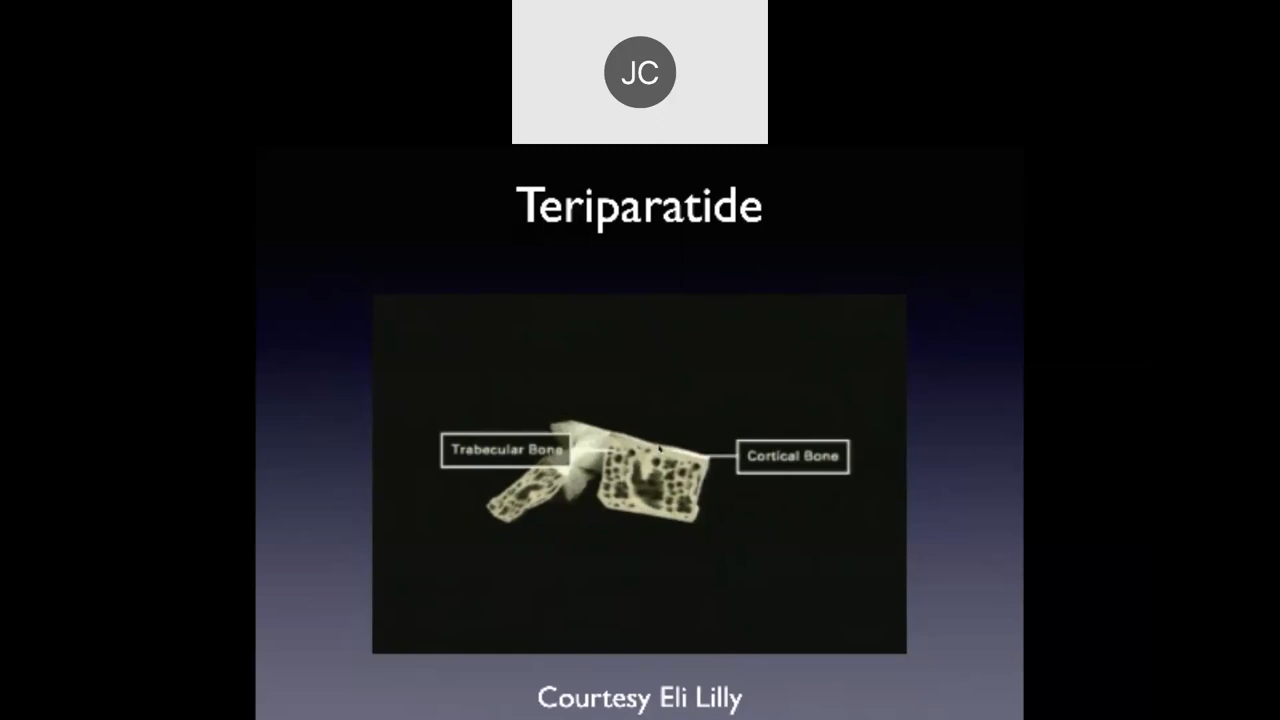 JC
Teriparatide
Trabecular Bone
Cortical Bone
Courtesy Eli Lilly